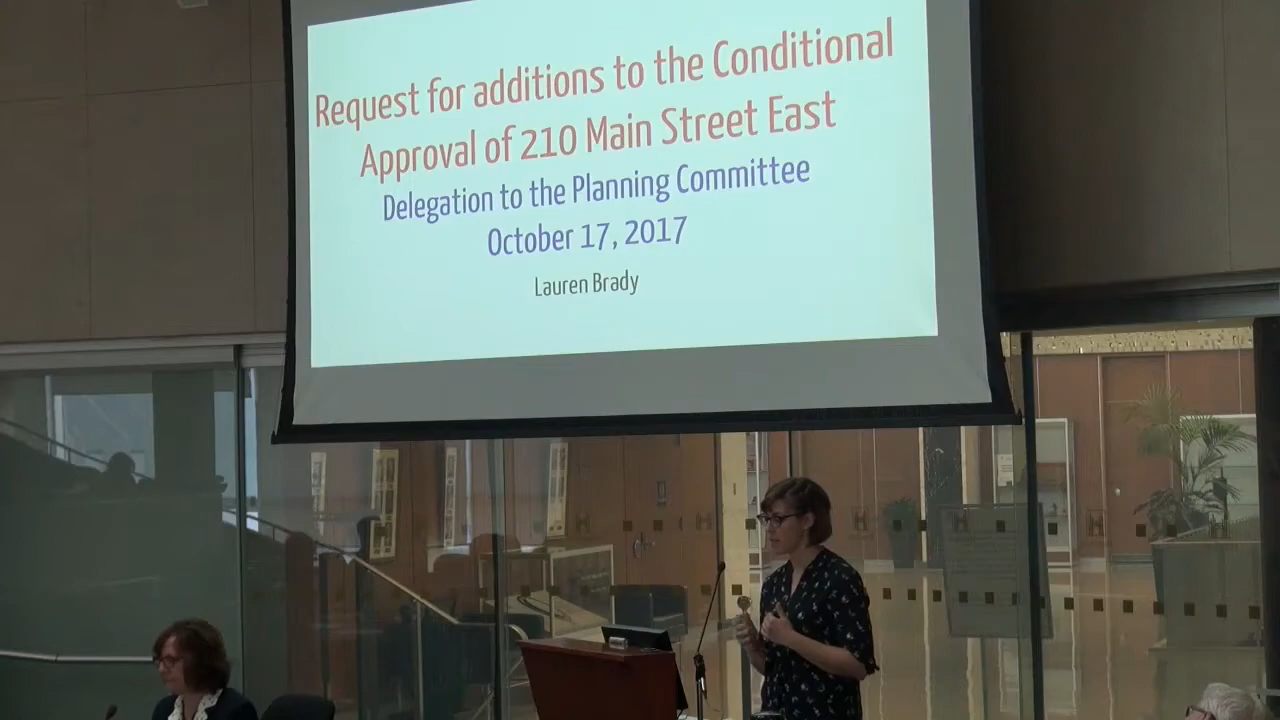 Request for additions to the Conditional
Approval of 210 Main Street East
Delegation to the Planning Committee
October 17, 2017
Lauren Brady